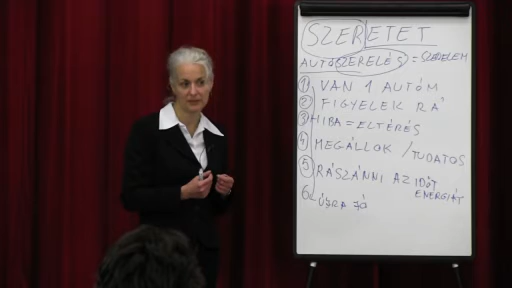 SZERETET
AUTÓSZERELÉS = SZERELEM
1 VAN 1 AUTÓM
2 FIGYELEK RÁ
3 HIBA = ELTÉRÉS
4 MEGÁLLOK / TUDATOS
5 RÁSZÁNNI AZ IDŐT
ENERGIÁT
6 ÚJRA JÓ